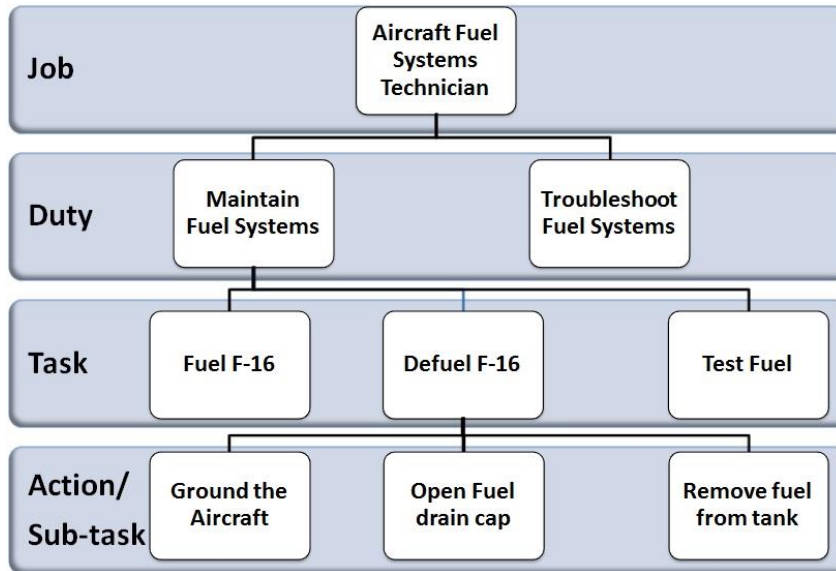 Job
Aircraft Fuel
Systems
Technician
Duty
Maintain
Fuel Systems
Troubleshoot
Fuel Systems
Task
Fuel F-16
Defuel F-16
Test Fuel
Action/
Sub-task
Ground the
Aircraft
Open Fuel
drain cap
Remove fuel
from tank